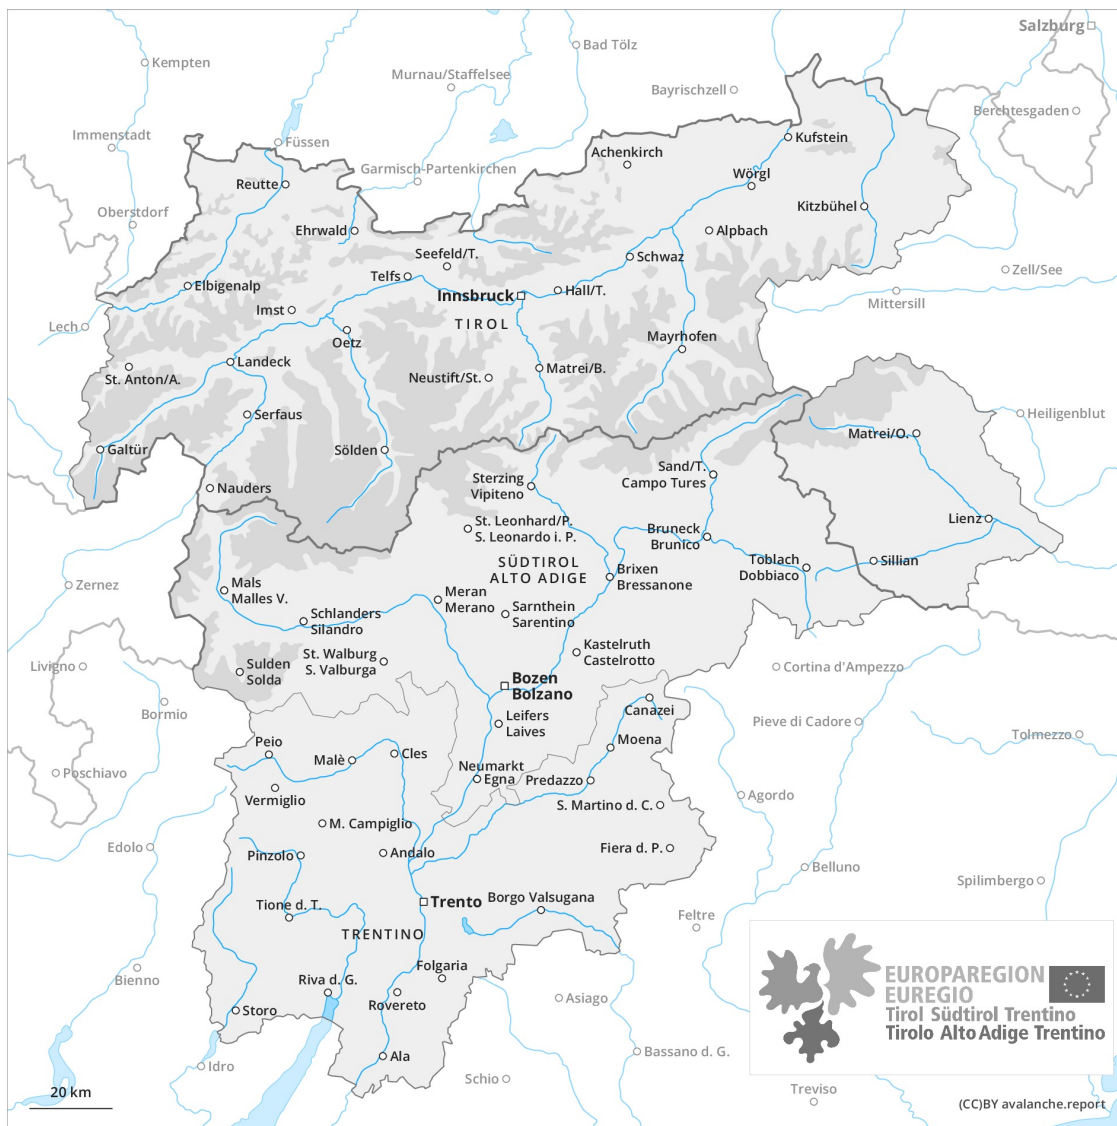 Salzburg
Bad Tölz
Kempten
Murnau/Staffelsee
Bayrischzell
Berchtesgaden
Immenstadt
Füssen
Kufstein
Achenkirch
Garmisch-Partenkirchen
Wörgl
Reutte
Kitzbühel
Oberstdorf
Ehrwald
Alpbach
Seefeld/T.
Schwaz
Zell/See
Telfs
Elbigenalp
Hall/T.
Innsbruck
Mittersill
Imst
TIROL
Lech
Oetz
Mayrhofen
Landeck
Matrei/B.
St. Anton/A.
Neustift/St.
Serfaus
Heiligenblut
Matrei/O.
Galtür
Sölden
Sand/T.
Campo Tures
Sterzing
Vipiteno
Nauders
Lienz
St. Leonhard/P.
S. Leonardo i. P.
Bruneck
Brunico
SÜDTIROL
ALTO ADIGE
Toblach
Dobbiaco
Sillian
Brixen
Bressanone
Zernez
Mals
Malles V.
Meran
Merano
Sarnthein
Sarentino
Schlanders
Silandro
Kastelruth
Castelrotto
St. Walburg
S. Valburga
Livigno
Sulden
Solda
Cortina d'Ampezzo
Bozen
Bolzano
Bormio
Canazei
Leifers
Laives
Pieve di Cadore
Tolmezzo
Peio
Moena
Malè
Cles
Poschiavo
Neumarkt
Egna
Predazzo
Vermiglio
Agordo
S. Martino d. C.
M. Campiglio
Edolo
Pinzolo
Andalo
Fiera d. P.
Belluno
Spilimbergo
Tione d. T.
Trento
Borgo Valsugana
Feltre
TRENTINO
Bienno
Folgaria
Riva d. G.
Rovereto
Asiago
Storo
EUROPAREGION
EUREGIO
Tirol Südtirol Trentino
Tirolo Alto Adige Trentino
Ala
Bassano d. G.
Idro
Schio
20 km
Treviso
(CC)BY avalanche.report